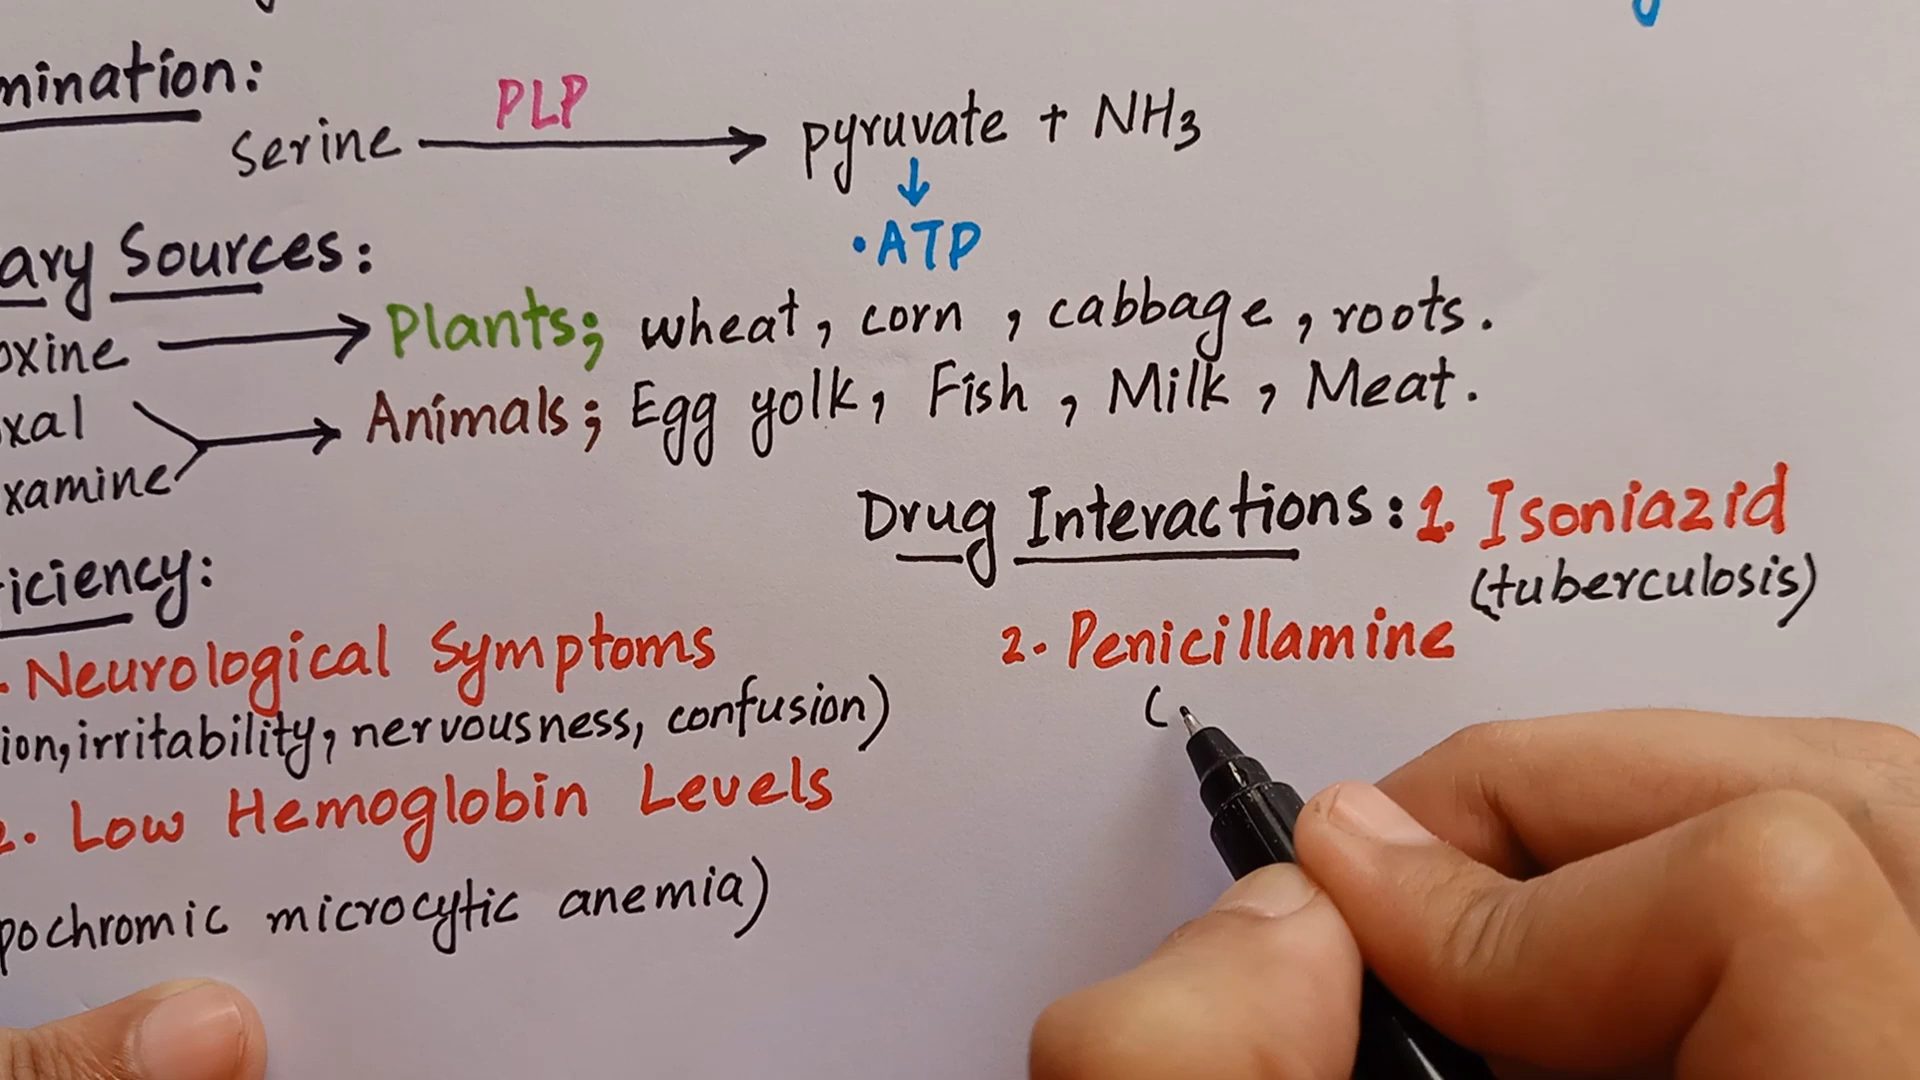 mination:
PLP
serine → pyruvate + NH3
↓
•ATP
ary Sources:
oxine → Plants; wheat, corn, cabbage, roots.
xal
xamine → Animals; Egg yolk, Fish, Milk, Meat.
Drug Interactions: 1. Isoniazid
(tuberculosis)
iciency:
2. Penicillamine
(
. Neurological Symptoms
ion, irritability, nervousness, confusion)
2. Low Hemoglobin Levels
pochromic microcytic anemia)